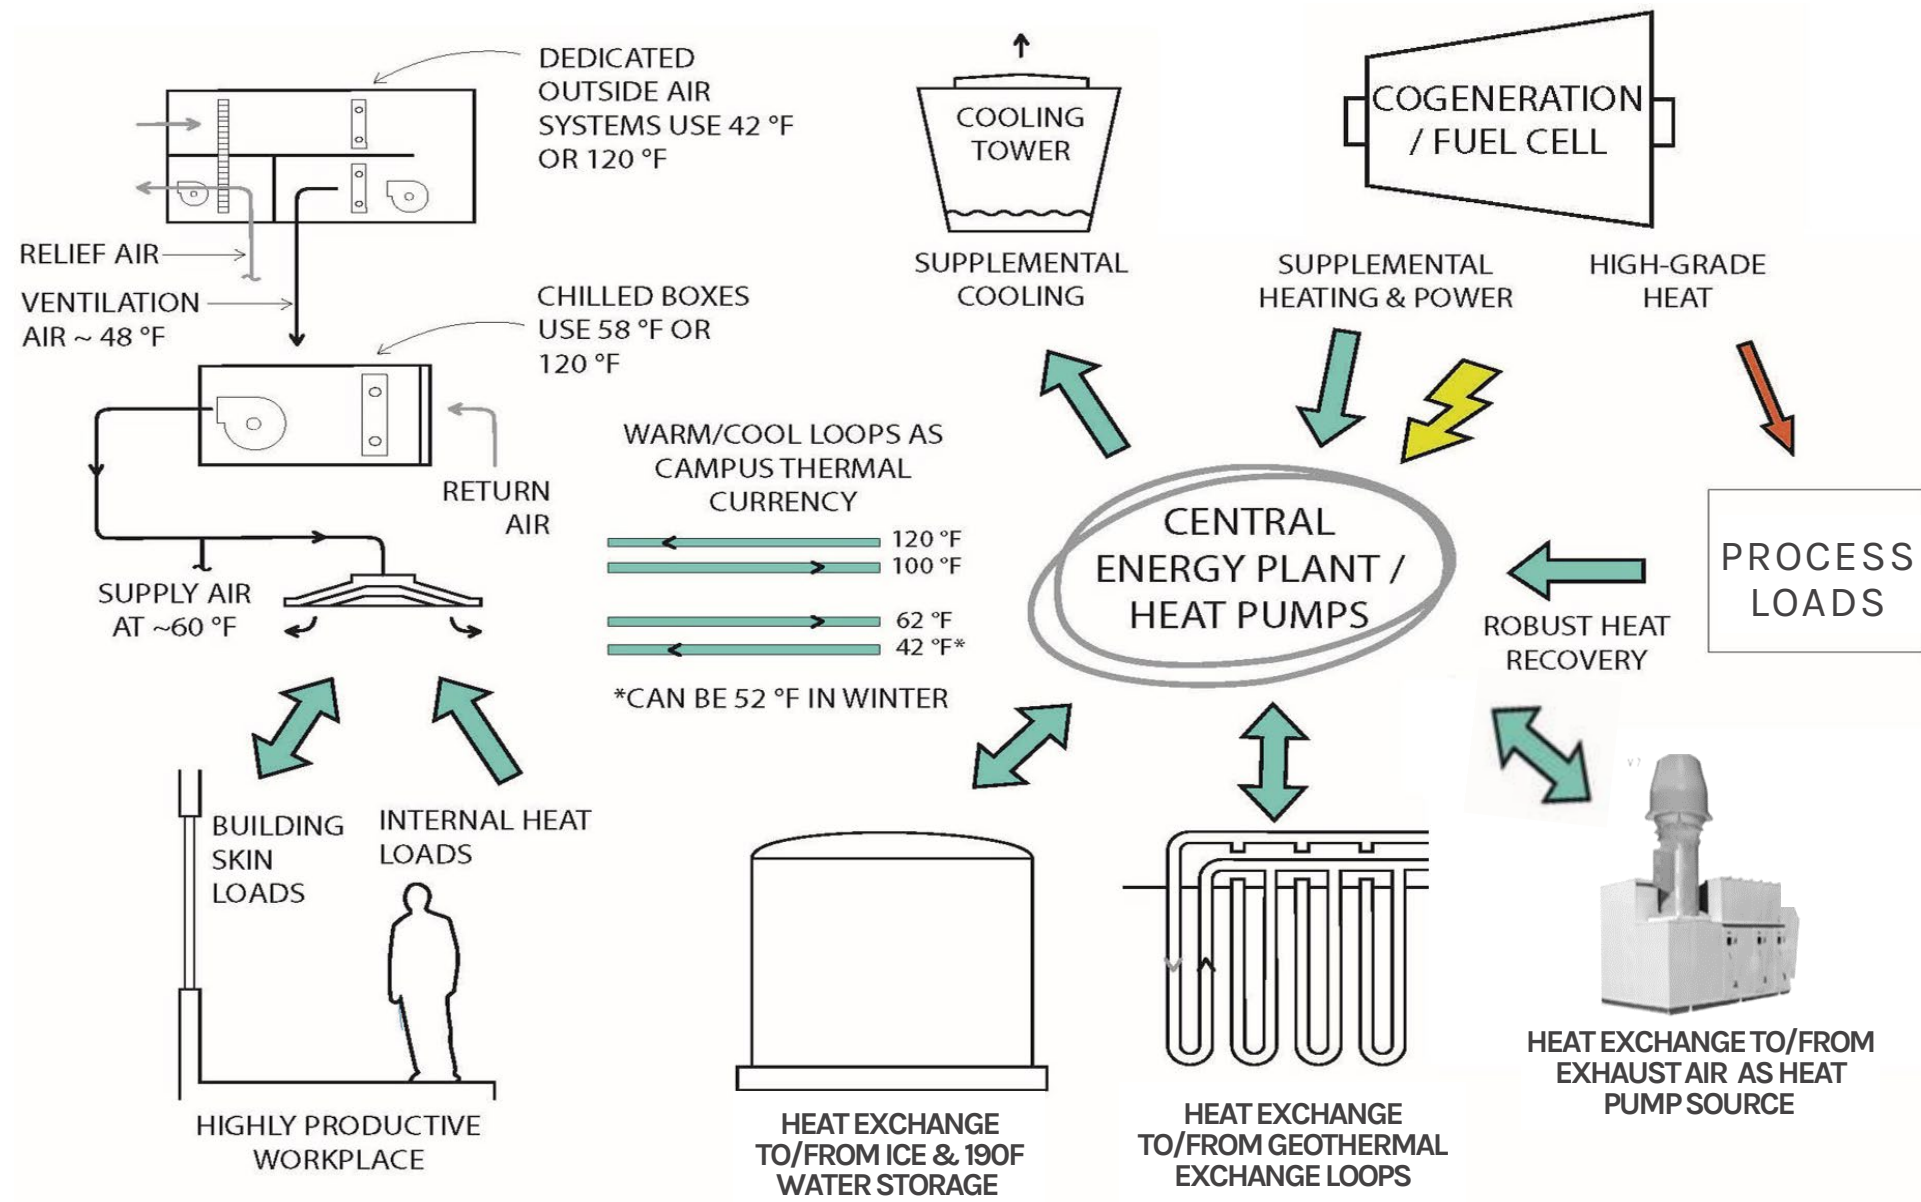 DEDICATED
OUTSIDE AIR
SYSTEMS USE 42 °F
OR 120 °F
RELIEF AIR
VENTILATION
AIR ~ 48 °F
CHILLED BOXES
USE 58 °F OR
120 °F
RETURN
AIR
SUPPLY AIR
AT ~60 °F
BUILDING
SKIN
LOADS
INTERNAL HEAT
LOADS
HIGHLY PRODUCTIVE
WORKPLACE
WARM/COOL LOOPS AS
CAMPUS THERMAL
CURRENCY
120 °F
100 °F
62 °F
42 °F*
*CAN BE 52 °F IN WINTER
COOLING
TOWER
SUPPLEMENTAL
COOLING
COGENERATION
/ FUEL CELL
SUPPLEMENTAL
HEATING & POWER
HIGH-GRADE
HEAT
CENTRAL
ENERGY PLANT /
HEAT PUMPS
PROCESS
LOADS
ROBUST HEAT
RECOVERY
HEAT EXCHANGE
TO/FROM ICE & 190F
WATER STORAGE
HEAT EXCHANGE
TO/FROM GEOTHERMAL
EXCHANGE LOOPS
HEAT EXCHANGE TO/FROM
EXHAUST AIR AS HEAT
PUMP SOURCE